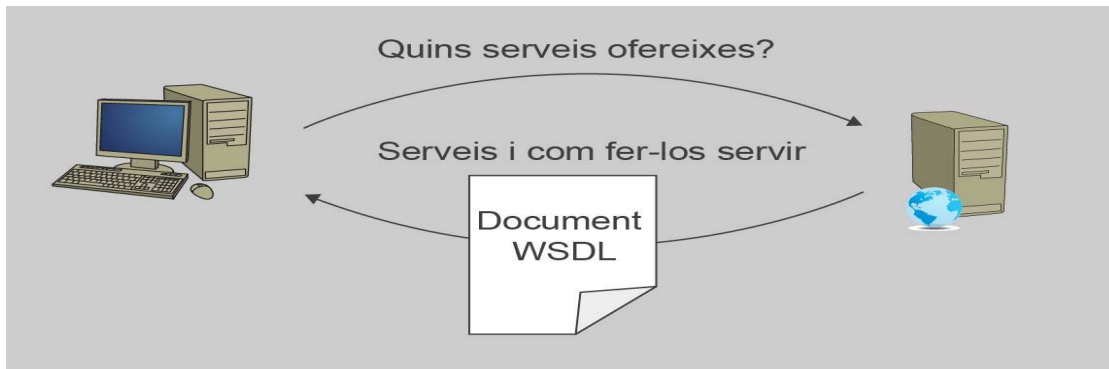 Quins serveis ofereixes?
Serveis i com fer-los servir
Document
WSDL